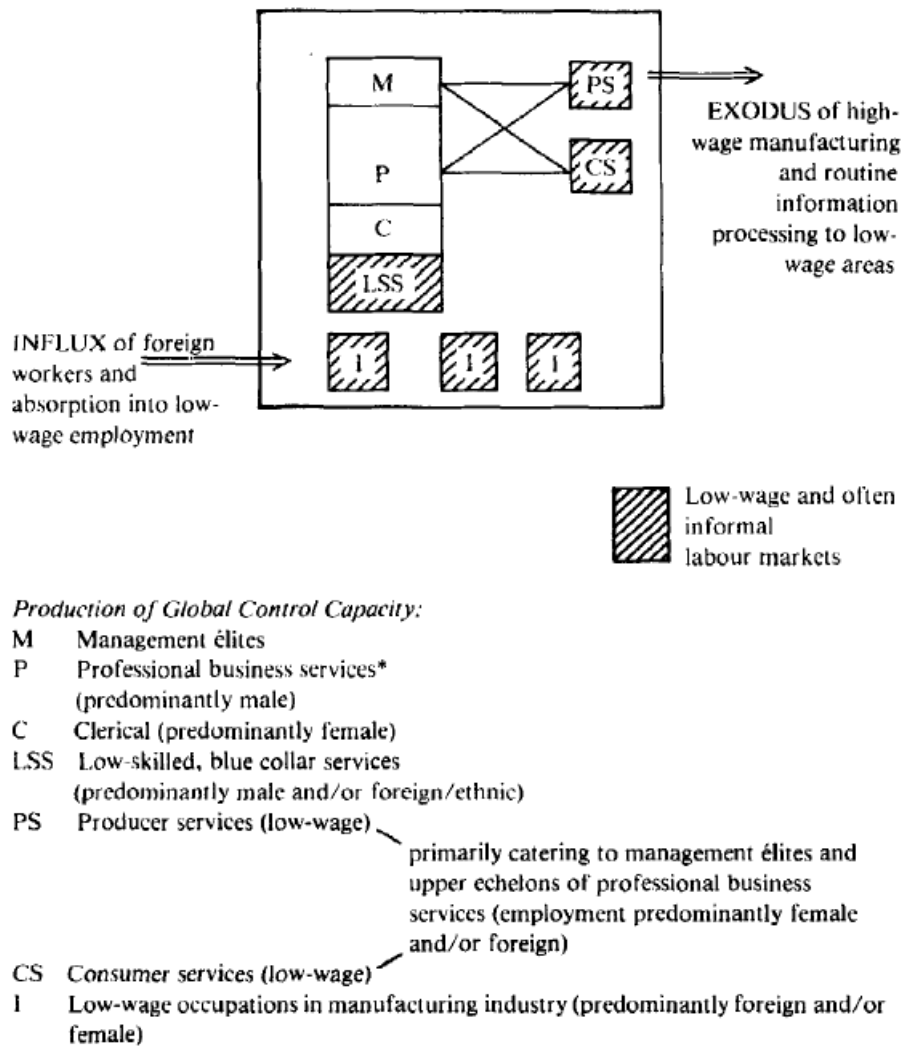 M
PS
EXODUS of high-
wage manufacturing
and routine
information
processing to low-
wage areas
P
CS
C
LSS
INFLUX of foreign
workers and
absorption into low-
wage employment
I I I
Low-wage and often
informal
labour markets
Production of Global Control Capacity:
M Management élites
P Professional business services*
(predominantly male)
C Clerical (predominantly female)
LSS Low-skilled, blue collar services
(predominantly male and/or foreign/ethnic)
PS Producer services (low-wage)
primarily catering to management élites and
upper echelons of professional business
services (employment predominantly female
and/or foreign)
CS Consumer services (low-wage)
I Low-wage occupations in manufacturing industry (predominantly foreign and/or
female)